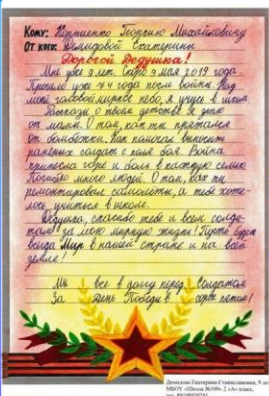 Кому: Корниенко Георгию Михайловичу
От кого: Демидовой Екатерины
Дорогой Дедушка!
Мне уже 9 лет. Скоро 9 мая 2019 года.
Прошло уже 74 года после войны. Над
моей головой мирное небо, я учусь в школе.
Рассказы о твоём детстве я знаю
от мамы. О том, как ты прятался
от бомбёжки. Как помогал выносить
раненых солдат с поля боя. Война
принесла горе и боль в каждую семью.
Погибло много людей. О том, как ты
ремонтировал самолёты, а тебе хоте-
лось учиться в школе.
Дедушка, спасибо тебе и всем солда-
там за мою мирную жизнь! Пусть будет
всегда Мир в нашей стране и на всей
земле!
Мы все в долгу перед Солдатом
За День Победы в сорок пятом!
Демидова Екатерина Станиславовна, 9 лет
МБОУ «Школа №109» 2 «А» класс,